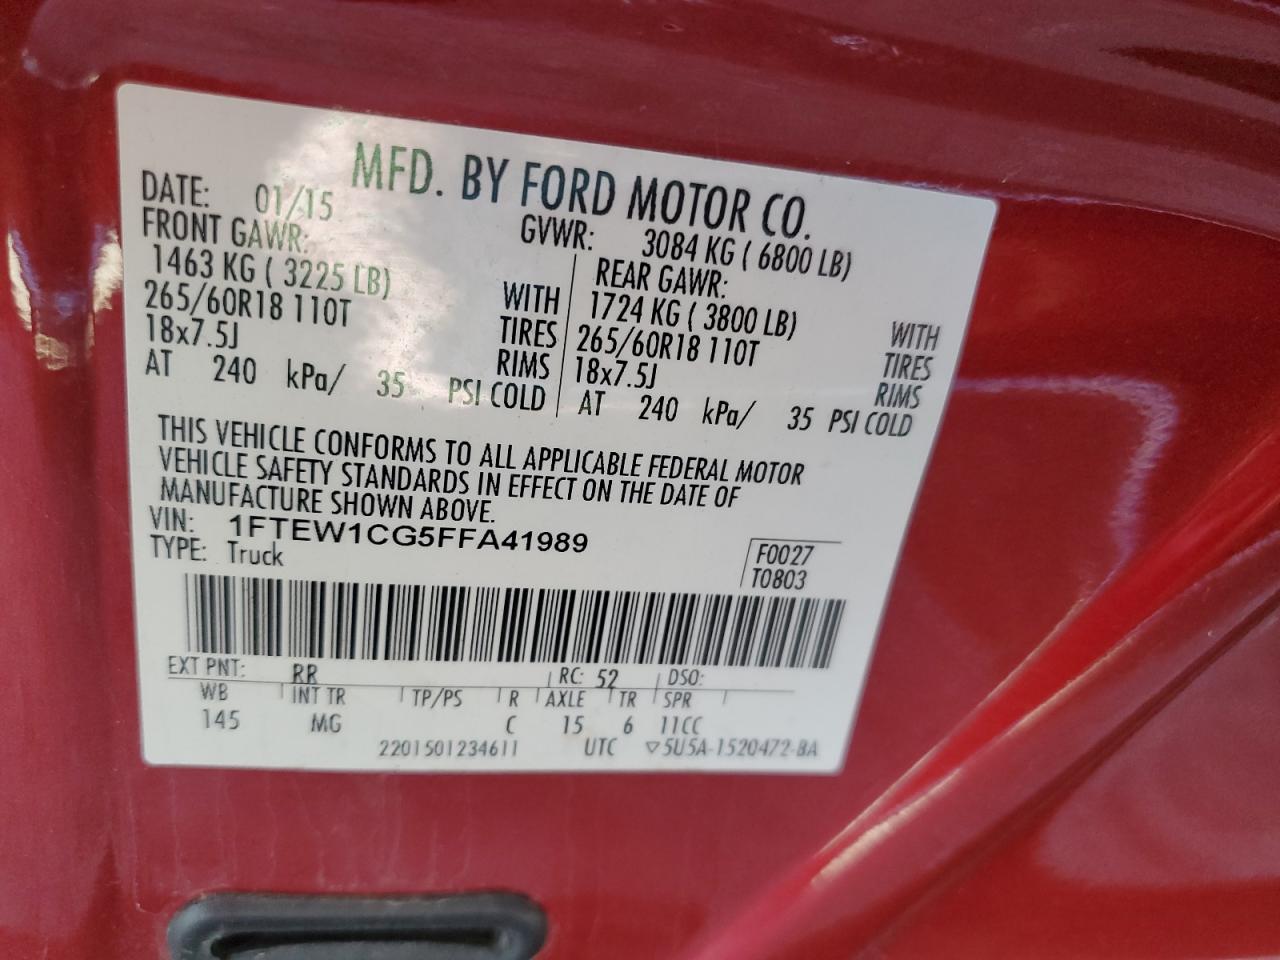 MFD. BY FORD MOTOR CO.
DATE: 01/15 GVWR: 3084 KG ( 6800 LB)
FRONT GAWR: REAR GAWR:
1463 KG ( 3225 LB) WITH 1724 KG ( 3800 LB) WITH
265/60R18 110T TIRES 265/60R18 110T TIRES
18x7.5J RIMS 18x7.5J RIMS
AT 240 kPa/ 35 PSI COLD AT 240 kPa/ 35 PSI COLD
THIS VEHICLE CONFORMS TO ALL APPLICABLE FEDERAL MOTOR
VEHICLE SAFETY STANDARDS IN EFFECT ON THE DATE OF
MANUFACTURE SHOWN ABOVE.
VIN: 1FTEW1CG5FFA41989
TYPE: Truck
F0027
T0803
EXT PNT: RR RC: 52 DSO:
WB INT TR TP/PS R AXLE TR SPR
145 MG C 15 6 11CC
2201501234611 UTC ▽5U5A-1520472-BA